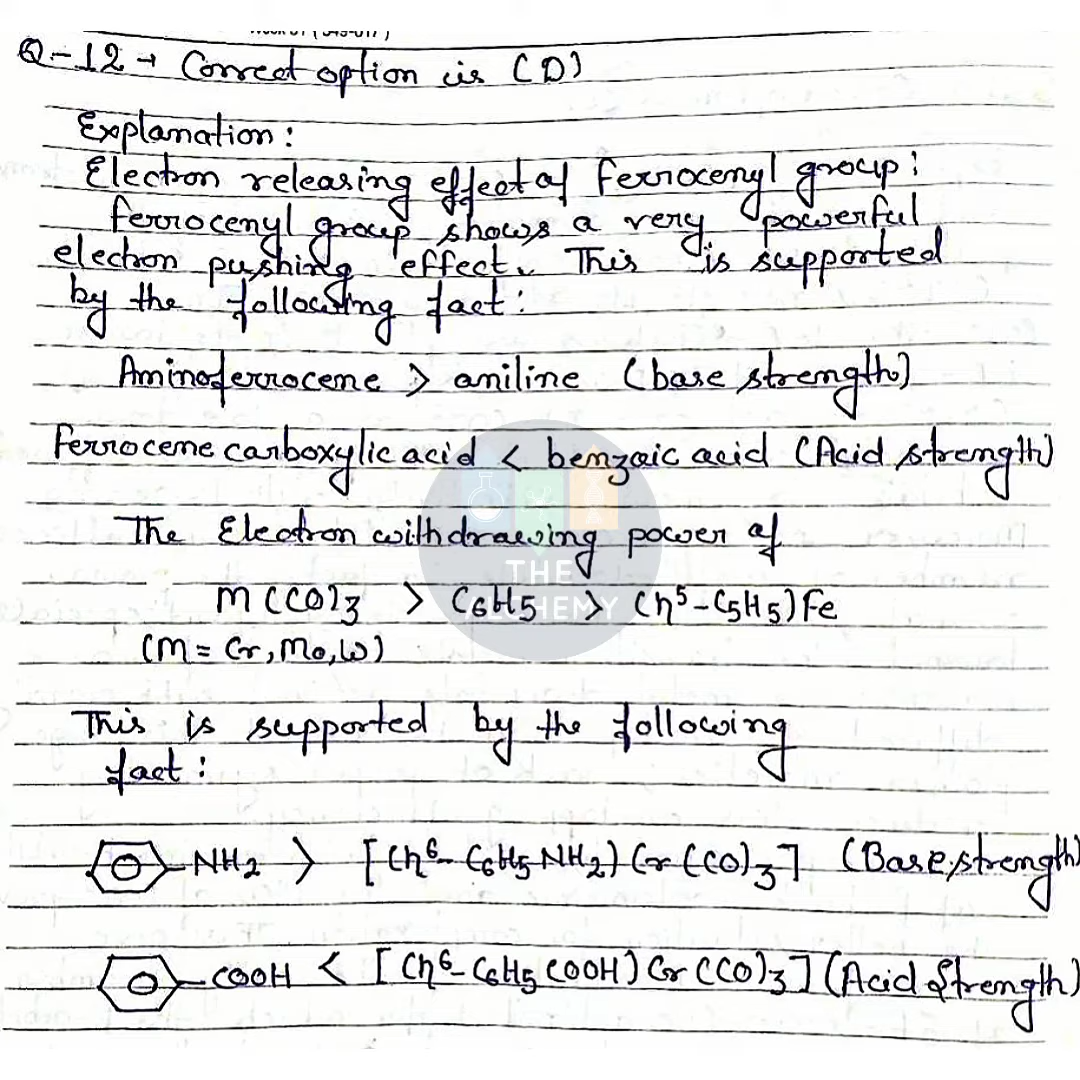 Q-12 → Correct option is (D)
Explanation:
Electron releasing effect of ferrocenyl group:
ferrocenyl group shows a very powerful
electron pushing effect. This is supported
by the following fact:
Aminoferrocene > aniline (base strength)
Ferrocene carboxylic acid < benzoic acid (Acid strength)
The Electron withdrawing power of
M(CO)3 > C6H5 > (η5-C5H5)Fe
(M = Cr, Mo, W)
This is supported by the following
fact:
-NH2 > [(η6-C6H5NH2)Cr(CO)3] (Base strength)
-COOH < [(η6-C6H5COOH)Cr(CO)3] (Acid Strength)
THE
ALCHEMY